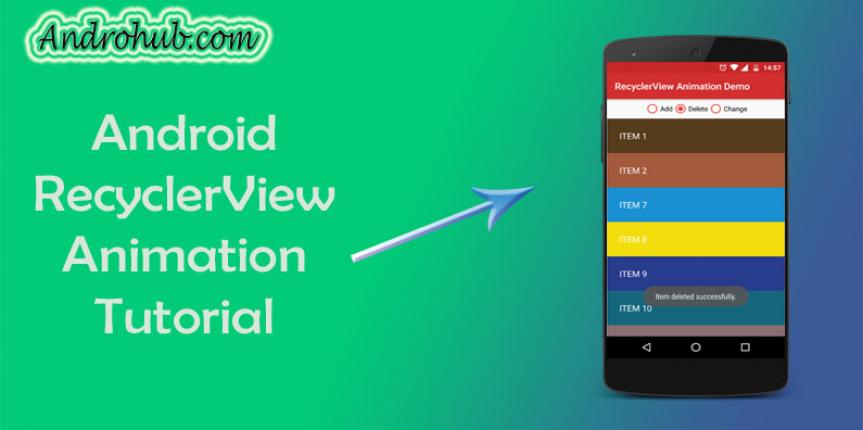 Androhub.com
Android
RecyclerView
Animation
Tutorial
14:57
RecyclerView Animation Demo
Add Delete Change
ITEM 1
ITEM 2
ITEM 7
ITEM 8
ITEM 9
Item deleted successfully.
ITEM 10